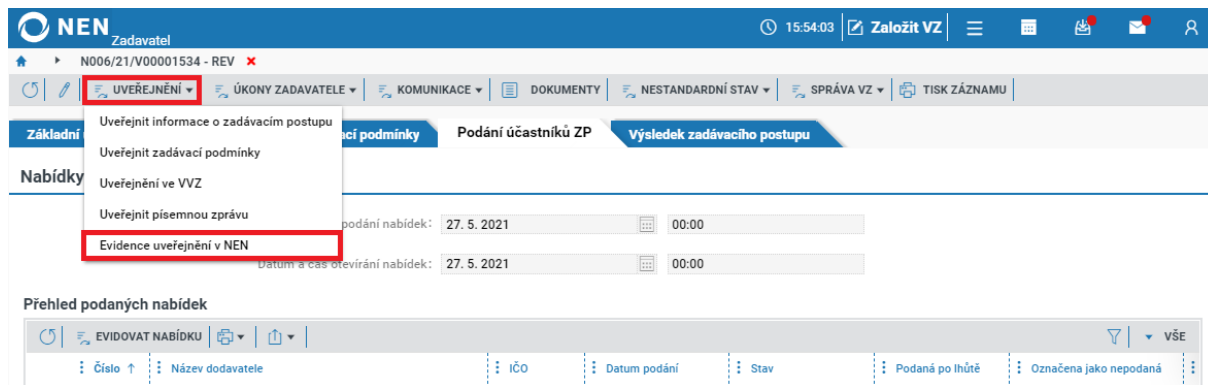 NEN
Zadavatel
15:54:03 Založit VZ
N006/21/V00001534 - REV
UVEŘEJNĚNÍ ÚKONY ZADAVATELE KOMUNIKACE DOKUMENTY NESTANDARDNÍ STAV SPRÁVA VZ TISK ZÁZNAMU
Uveřejnit informace o zadávacím postupu
Základní ací podmínky Podání účastníků ZP Výsledek zadávacího postupu
Uveřejnit zadávací podmínky
Nabídky
Uveřejnění ve VVZ
Uveřejnit písemnou zprávu
podání nabídek: 27. 5. 2021 00:00
Evidence uveřejnění v NEN
Datum a čas otevírání nabídek: 27. 5. 2021 00:00
Přehled podaných nabídek
EVIDOVAT NABÍDKU VŠE
Číslo ↑ Název dodavatele IČO Datum podání Stav Podaná po lhůtě Označena jako nepodaná